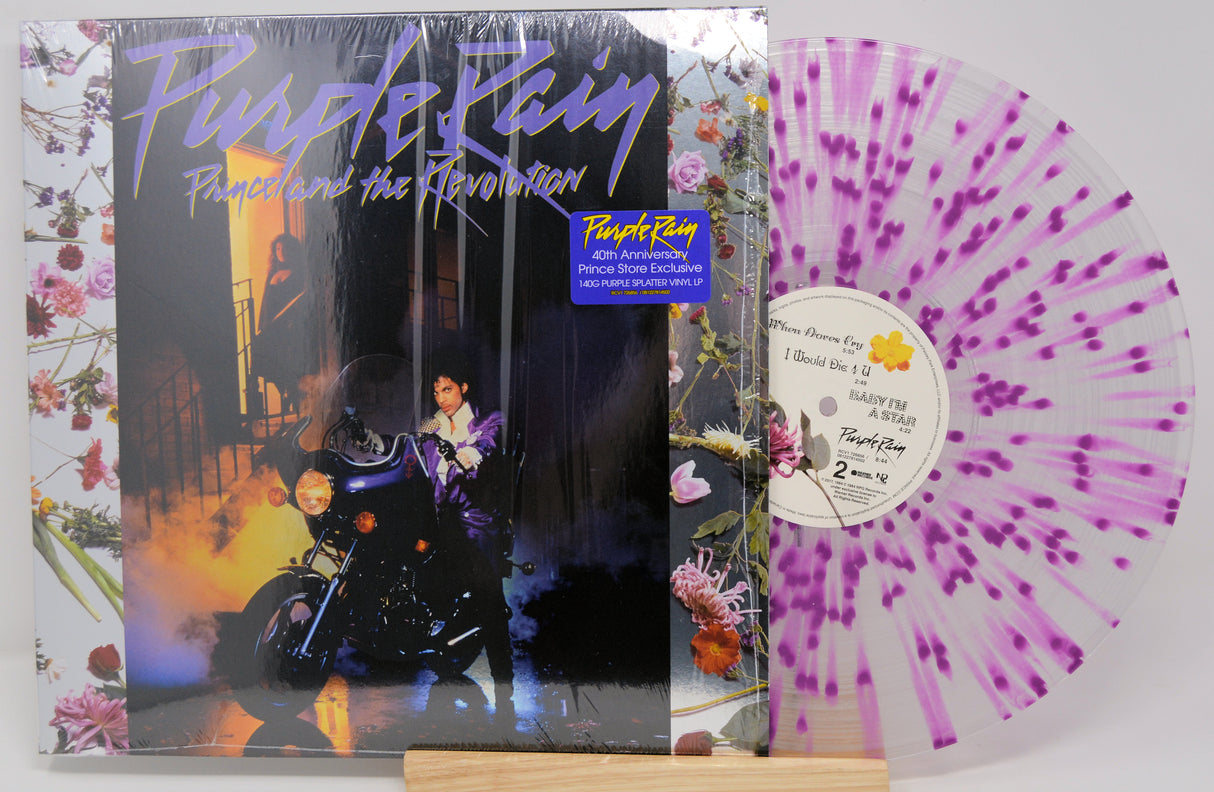 Purple Rain
Prince and the Revolution
Purple Rain
40th Anniversary
Prince Store Exclusive
140G PURPLE SPLATTER VINYL LP
When Doves Cry
5:53
I Would Die 4 U
2:49
BABY I'M
A STAR
4:22
Purple Rain
8:44
2